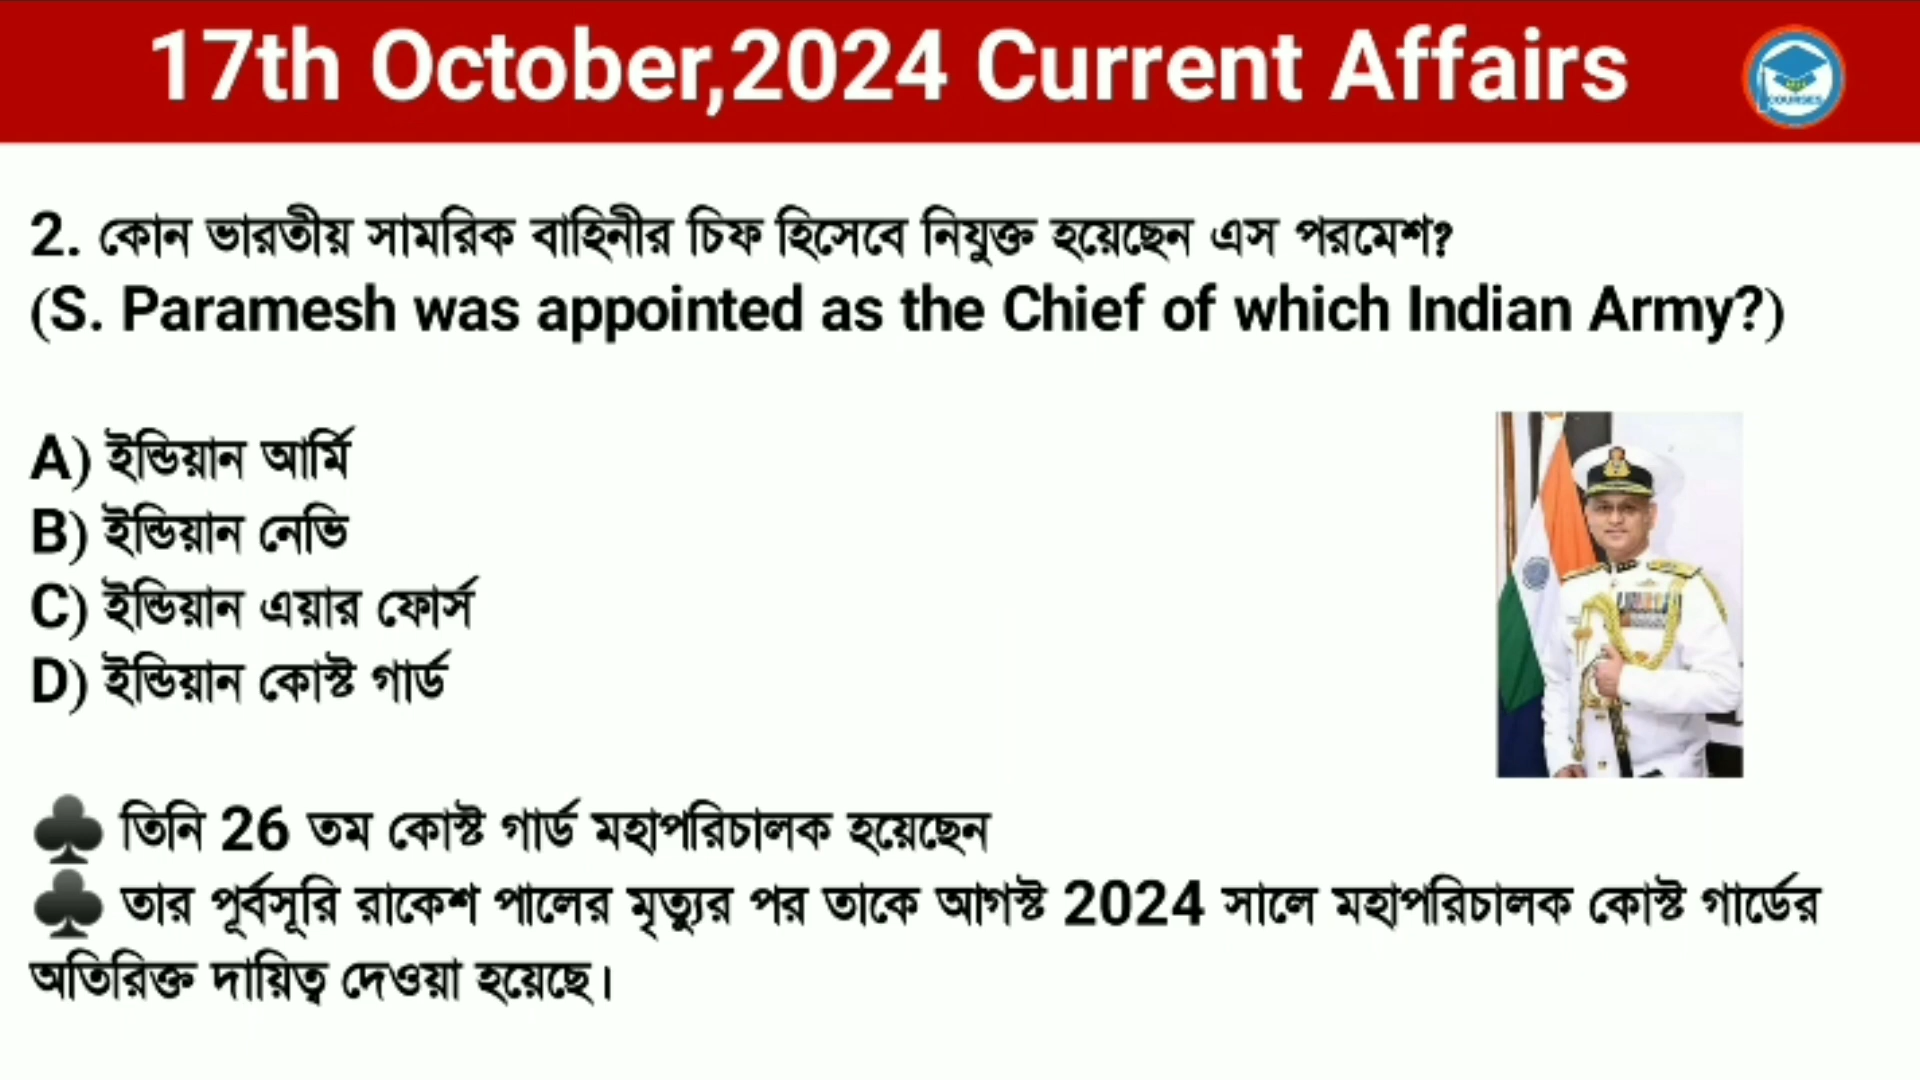 17th October,2024 Current Affairs
COURSES
2. কোন ভারতীয় সামরিক বাহিনীর চিফ হিসেবে নিযুক্ত হয়েছেন এস পরমেশ?
(S. Paramesh was appointed as the Chief of which Indian Army?)
A) ইন্ডিয়ান আর্মি
B) ইন্ডিয়ান নেভি
C) ইন্ডিয়ান এয়ার ফোর্স
D) ইন্ডিয়ান কোস্ট গার্ড
♣ তিনি 26 তম কোস্ট গার্ড মহাপরিচালক হয়েছেন
♣ তার পূর্বসূরি রাকেশ পালের মৃত্যুর পর তাকে আগস্ট 2024 সালে মহাপরিচালক কোস্ট গার্ডের
অতিরিক্ত দায়িত্ব দেওয়া হয়েছে।